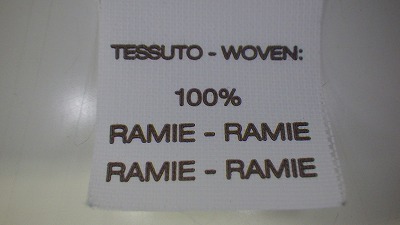 TESSUTO - WOVEN:
100%
RAMIE - RAMIE
RAMIE - RAMIE